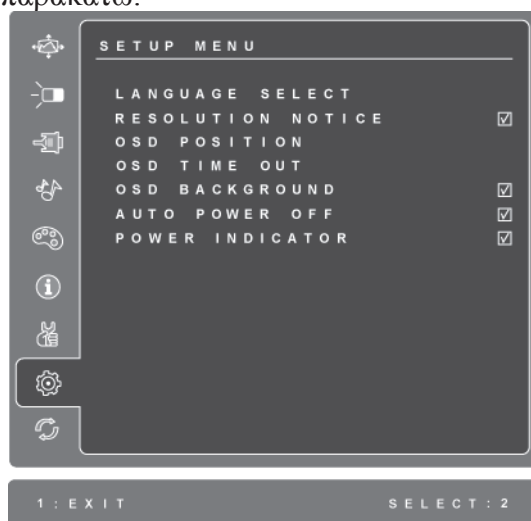 παρακάτω.
SETUP MENU
LANGUAGE SELECT
RESOLUTION NOTICE ☑
OSD POSITION
OSD TIME OUT
OSD BACKGROUND ☑
AUTO POWER OFF ☑
POWER INDICATOR ☑
1:EXIT SELECT:2